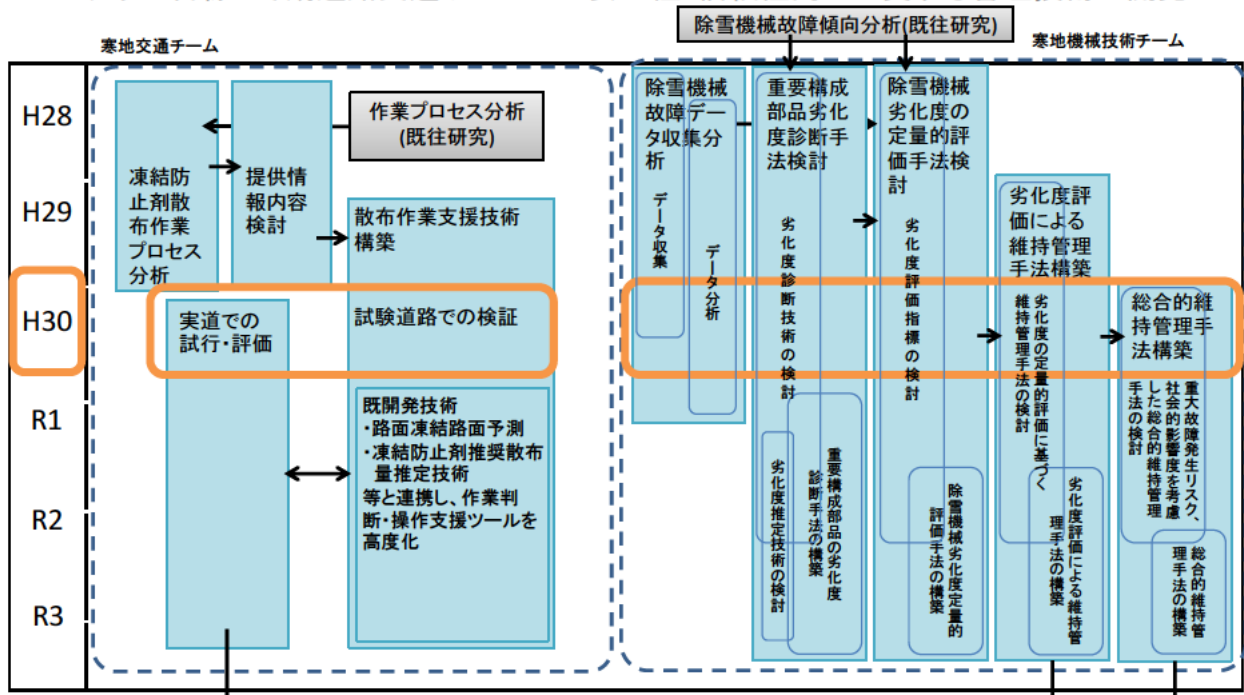 除雪機械故障傾向分析(既往研究)
寒地交通チーム
寒地機械技術チーム
H28
H29
H30
R1
R2
R3
凍結防
止剤散
布作業
プロセス
分析
提供情
報内容
検討
作業プロセス分析
(既往研究)
散布作業支援技術
構築
試験道路での検証
実道での
試行・評価
既開発技術
・路面凍結路面予測
・凍結防止剤推奨散布
量推定技術
等と連携し、作業判
断・操作支援ツールを
高度化
除雪機械
故障デー
タ収集分
析
データ収集
データ分析
重要構成
部品劣化
度診断手
法検討
劣化度診断技術の検討
劣化度推定技術の検討
重要構成部品の劣化度
診断手法の構築
除雪機械
劣化度の
定量的評
価手法検
討
劣化度評価指標の検討
除雪機械劣化度定量的
評価手法の構築
劣化度評
価による
維持管理
手法構築
劣化度の定量的評価に基づく
維持管理手法の検討
劣化度評価による維持管
理手法の構築
総合的維
持管理手
法構築
重大故障発生リスク、
社会的影響度を考慮
した総合的維持管理
手法の検討
総合的維持管
理手法の構築